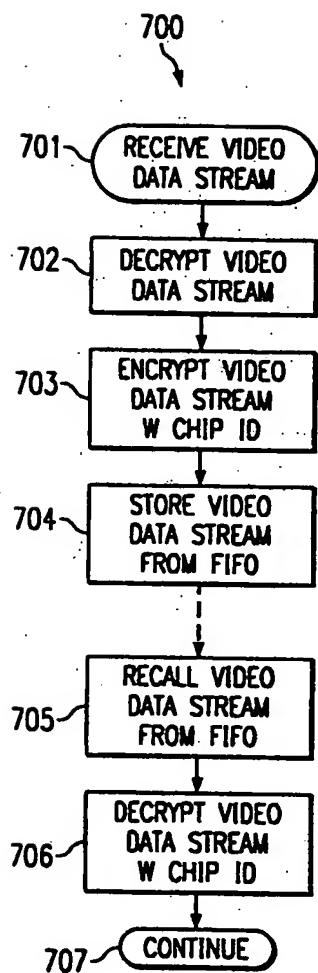 700
701
RECEIVE VIDEO
DATA STREAM
702
DECRYPT VIDEO
DATA STREAM
703
ENCRYPT VIDEO
DATA STREAM
W CHIP ID
704
STORE VIDEO
DATA STREAM
FROM FIFO
705
RECALL VIDEO
DATA STREAM
FROM FIFO
706
DECRYPT VIDEO
DATA STREAM
W CHIP ID
707
CONTINUE